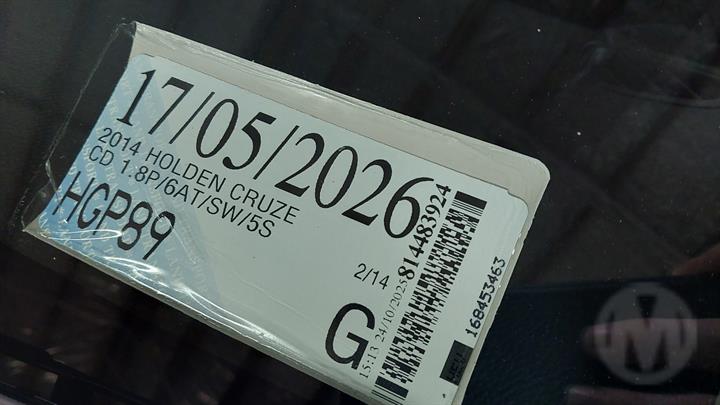 17/05/2026
2014 HOLDEN CRUZE
CD 1.8P/6AT/SW/5S
HGP89
2/14
G
15:13 24/10/2025
814483924
168453463
M